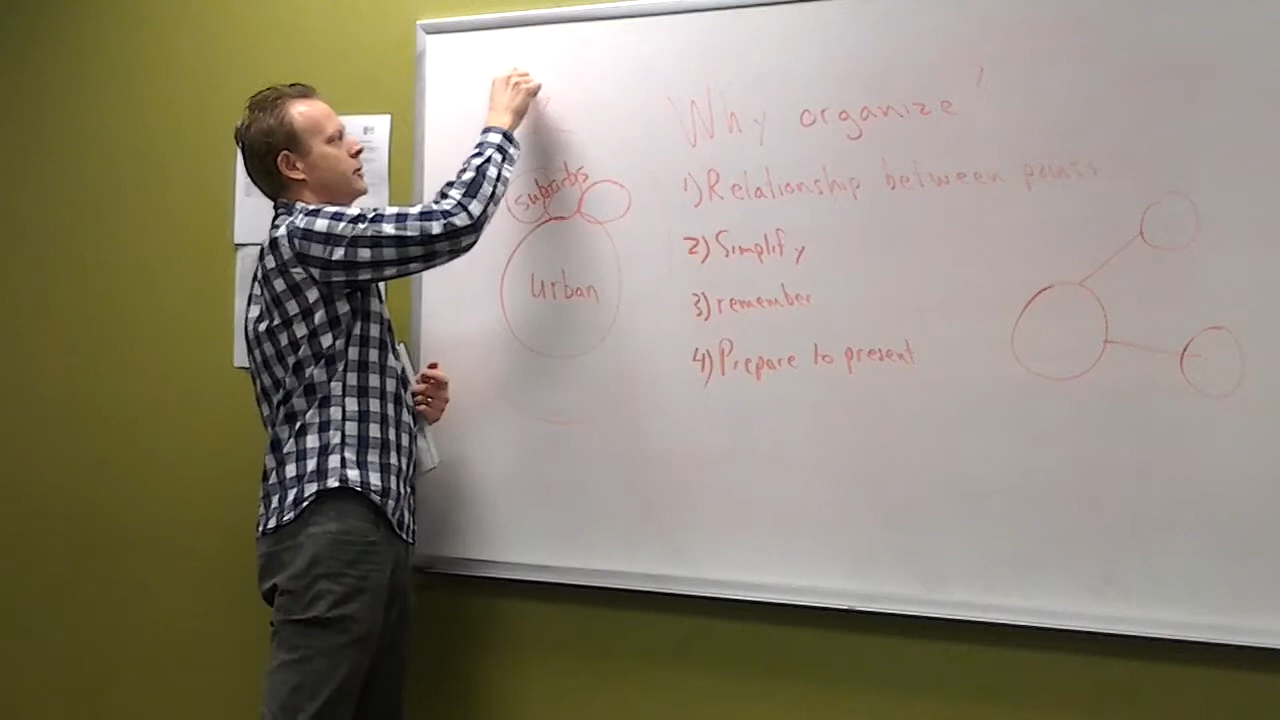 Why organize?
1) Relationship between points
2) Simplify
3) remember
4) Prepare to present
suburbs
urban